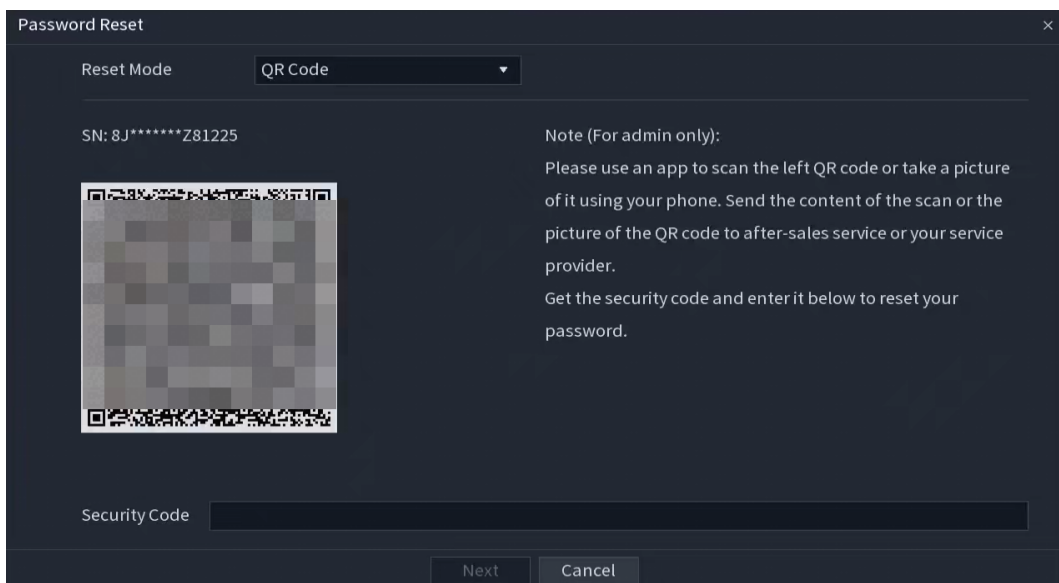 Password Reset
×
Reset Mode
QR Code
SN: 8J*******Z81225
Note (For admin only):
Please use an app to scan the left QR code or take a picture
of it using your phone. Send the content of the scan or the
picture of the QR code to after-sales service or your service
provider.
Get the security code and enter it below to reset your
password.
Security Code
Next
Cancel